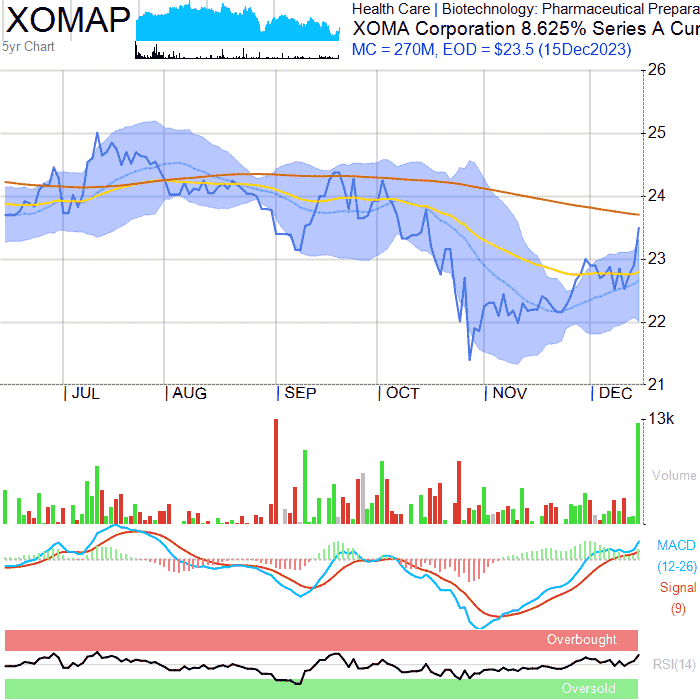 XOMAP
5yr Chart
Health Care | Biotechnology: Pharmaceutical Prepara
XOMA Corporation 8.625% Series A Cur
MC = 270M, EOD = $23.5 (15Dec2023)
26
25
24
23
22
21
JUL AUG SEP OCT NOV DEC
13k
Volume
MACD
(12-26)
Signal
(9)
Overbought
RSI(14)
Oversold